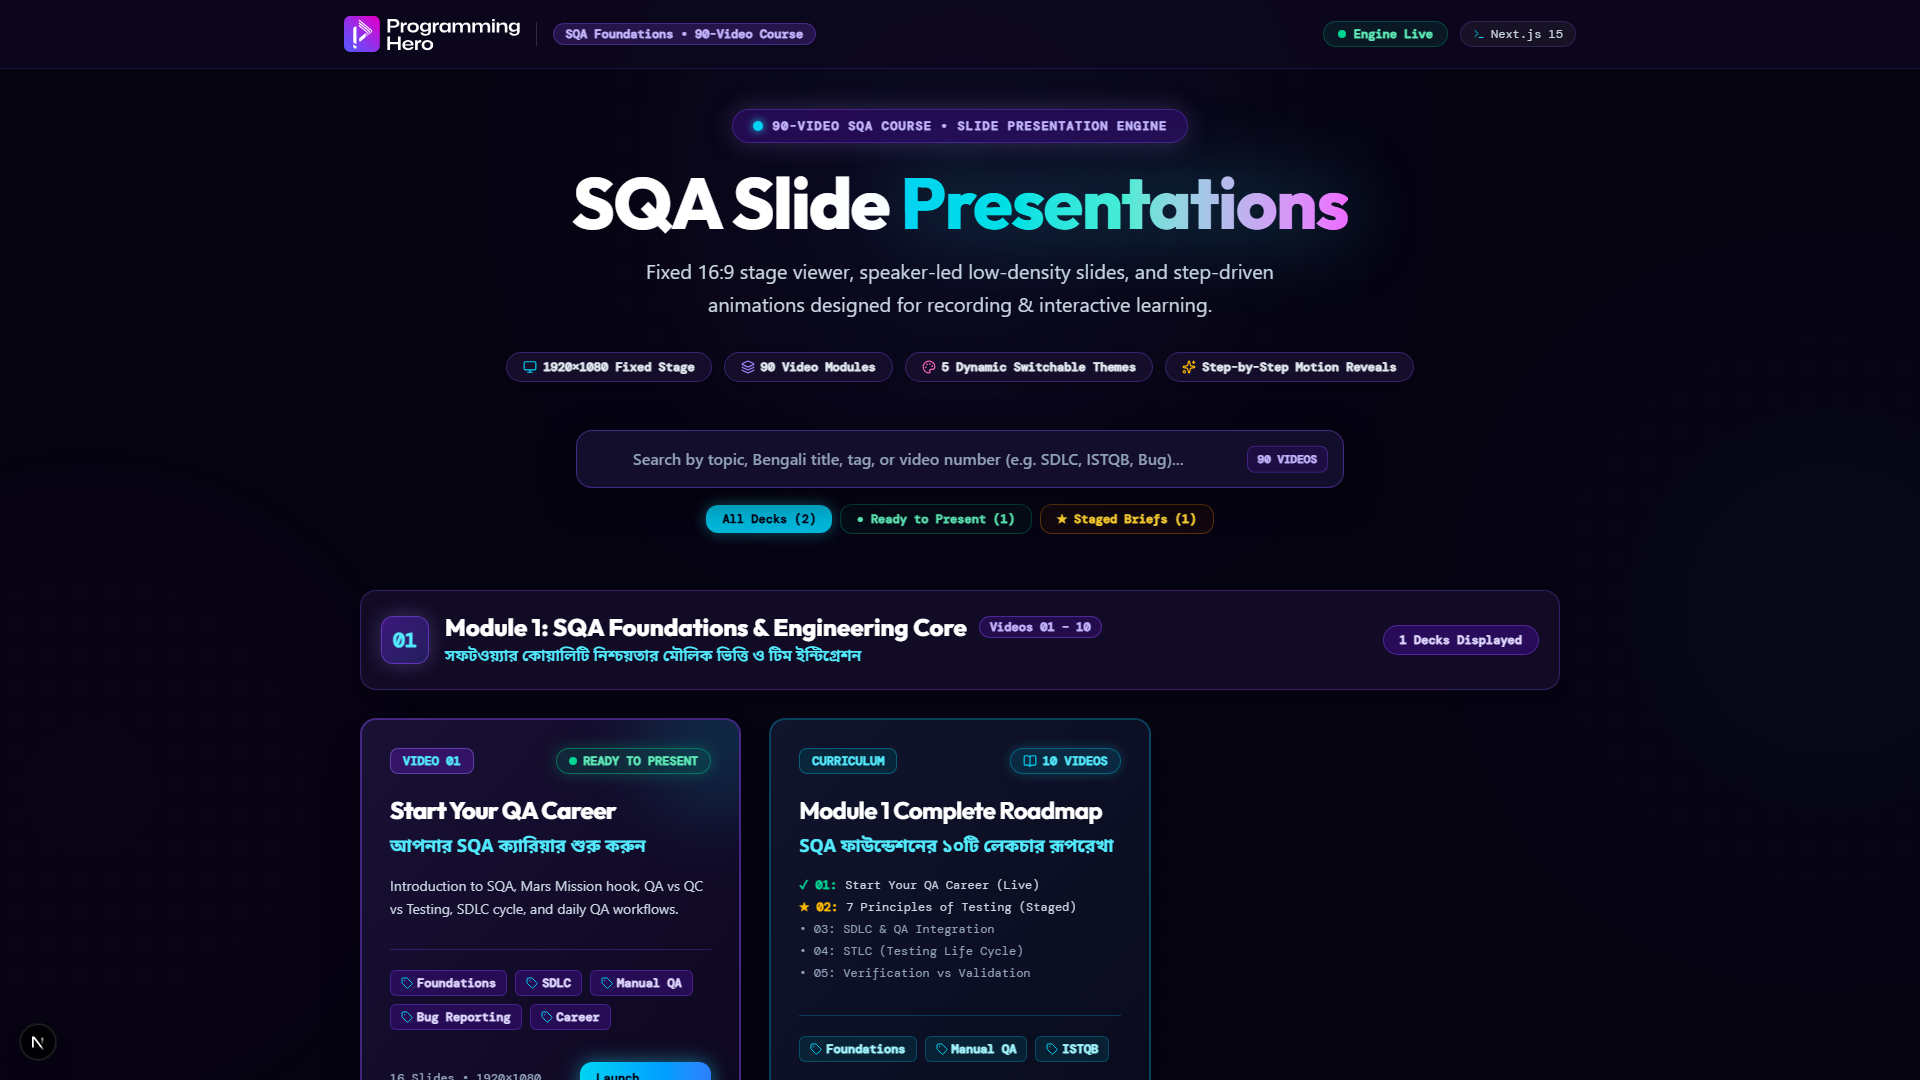 Programming
Hero
SQA Foundations • 90-Video Course
Engine Live
>_ Next.js 15
90-VIDEO SQA COURSE • SLIDE PRESENTATION ENGINE
SQA Slide Presentations
Fixed 16:9 stage viewer, speaker-led low-density slides, and step-driven
animations designed for recording & interactive learning.
1920×1080 Fixed Stage
90 Video Modules
5 Dynamic Switchable Themes
Step-by-Step Motion Reveals
Search by topic, Bengali title, tag, or video number (e.g. SDLC, ISTQB, Bug)...
90 VIDEOS
All Decks (2)
● Ready to Present (1)
★ Staged Briefs (1)
01
Module 1: SQA Foundations & Engineering Core
Videos 01 – 10
সফটওয়্যার কোয়ালিটি নিশ্চয়তার মৌলিক ভিত্তি ও টিম ইন্টিগ্রেশন
1 Decks Displayed
VIDEO 01
READY TO PRESENT
Start Your QA Career
আপনার SQA ক্যারিয়ার শুরু করুন
Introduction to SQA, Mars Mission hook, QA vs QC
vs Testing, SDLC cycle, and daily QA workflows.
Foundations
SDLC
Manual QA
Bug Reporting
Career
16 Slides • 1920×1080
Launch
CURRICULUM
10 VIDEOS
Module 1 Complete Roadmap
SQA ফাউন্ডেশনের ১০টি লেকচার রূপরেখা
✓ 01: Start Your QA Career (Live)
★ 02: 7 Principles of Testing (Staged)
• 03: SDLC & QA Integration
• 04: STLC (Testing Life Cycle)
• 05: Verification vs Validation
Foundations
Manual QA
ISTQB
N